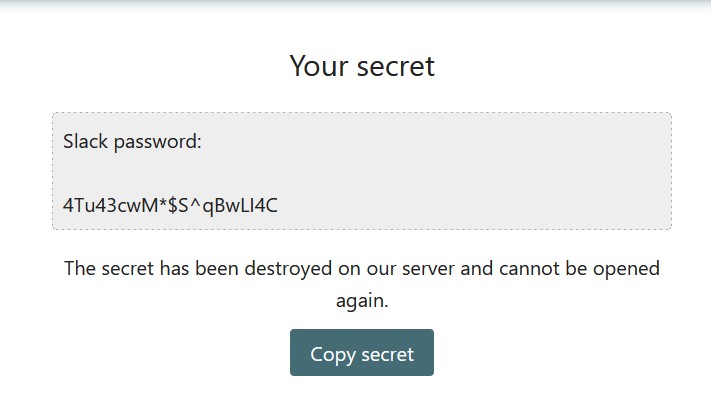 Your secret
Slack password:
4Tu43cwM*$S^qBwLI4C
The secret has been destroyed on our server and cannot be opened
again.
Copy secret